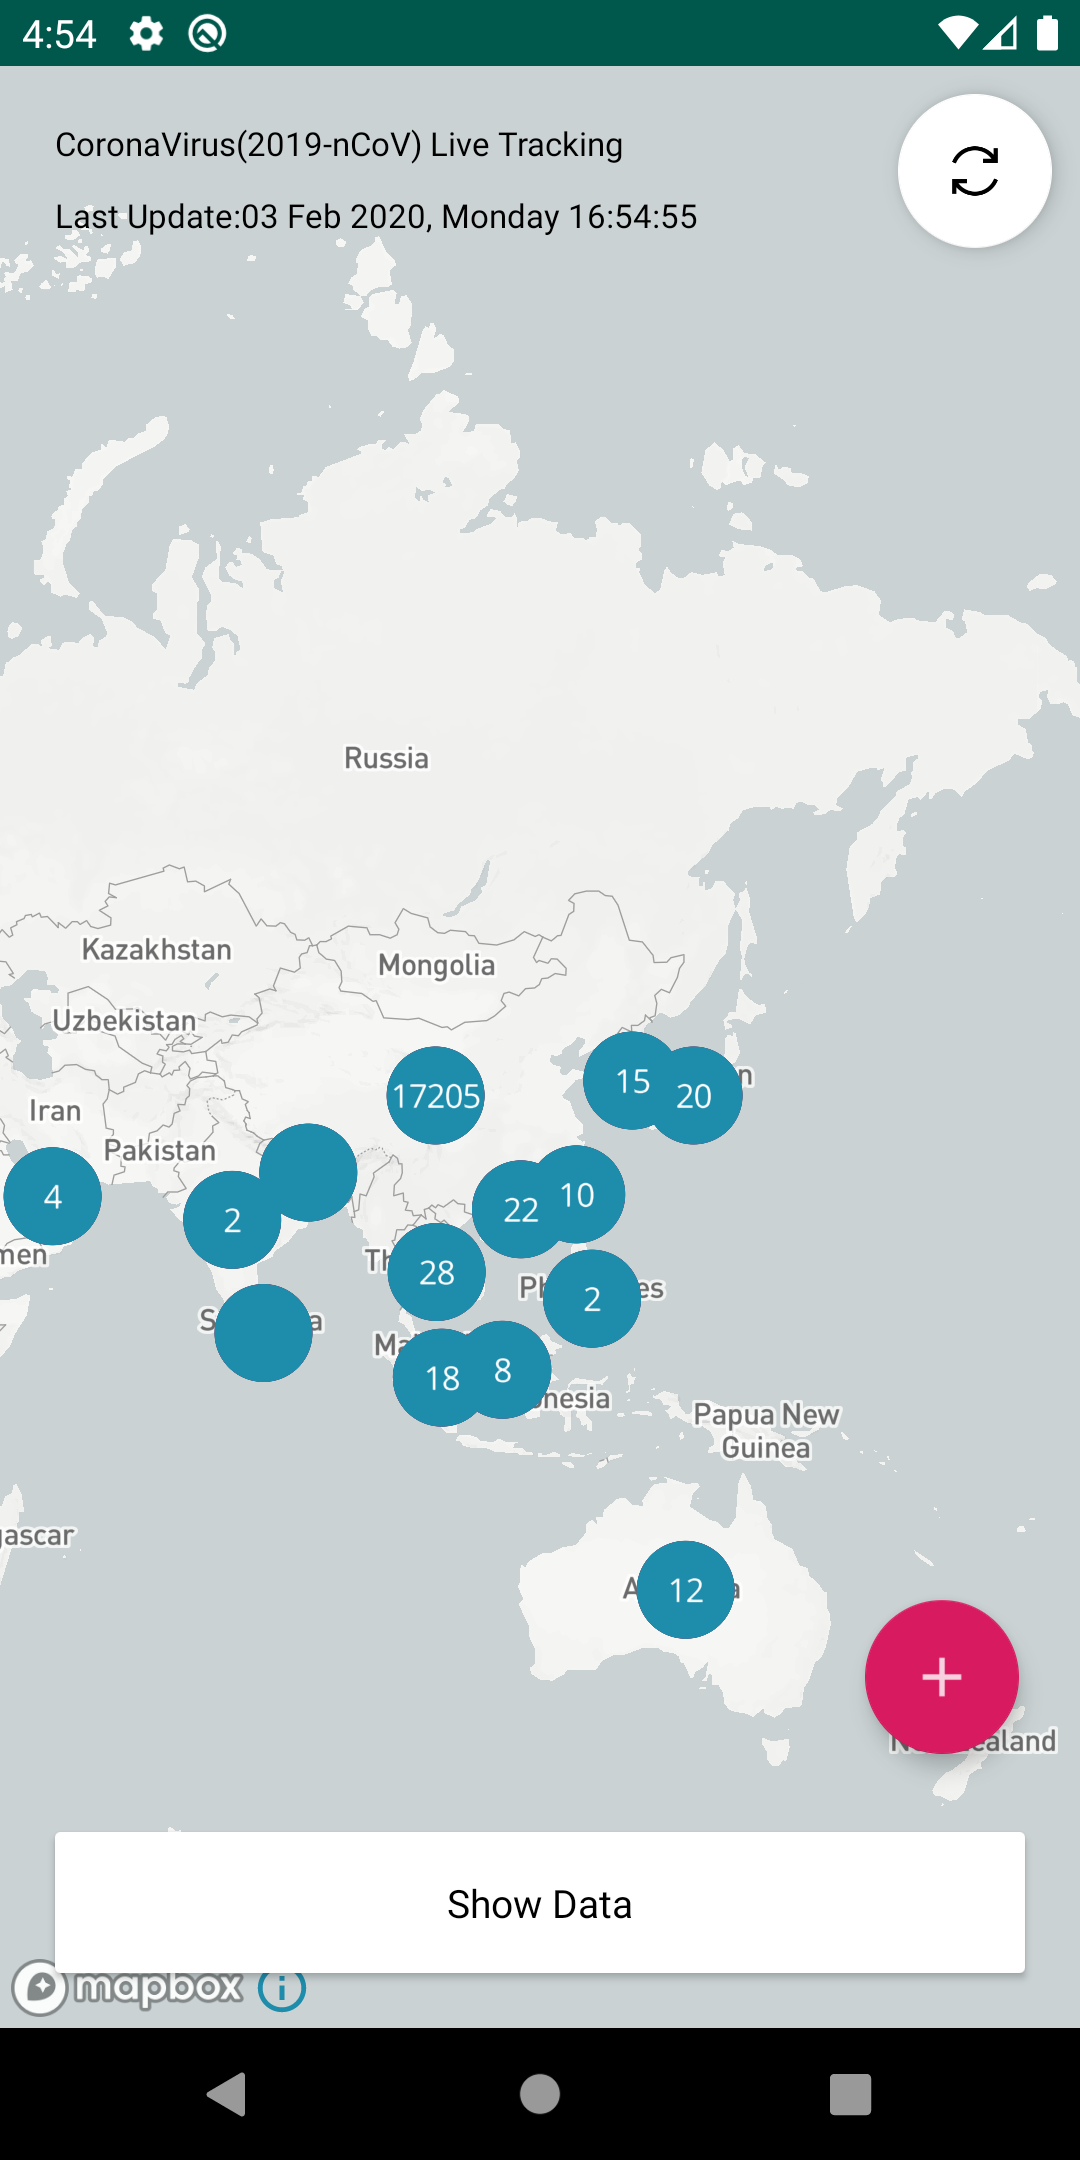 4:54
CoronaVirus(2019-nCoV) Live Tracking
Last Update:03 Feb 2020, Monday 16:54:55
Russia
Kazakhstan
Mongolia
Uzbekistan
Iran
Pakistan
17205
15
20
n
4
2
22
10
men
Th
28
Ph
2
es
S
a
Ma
18
8
nesia
Papua New
Guinea
gascar
A
12
a
+
N
ealand
Show Data
mapbox
i